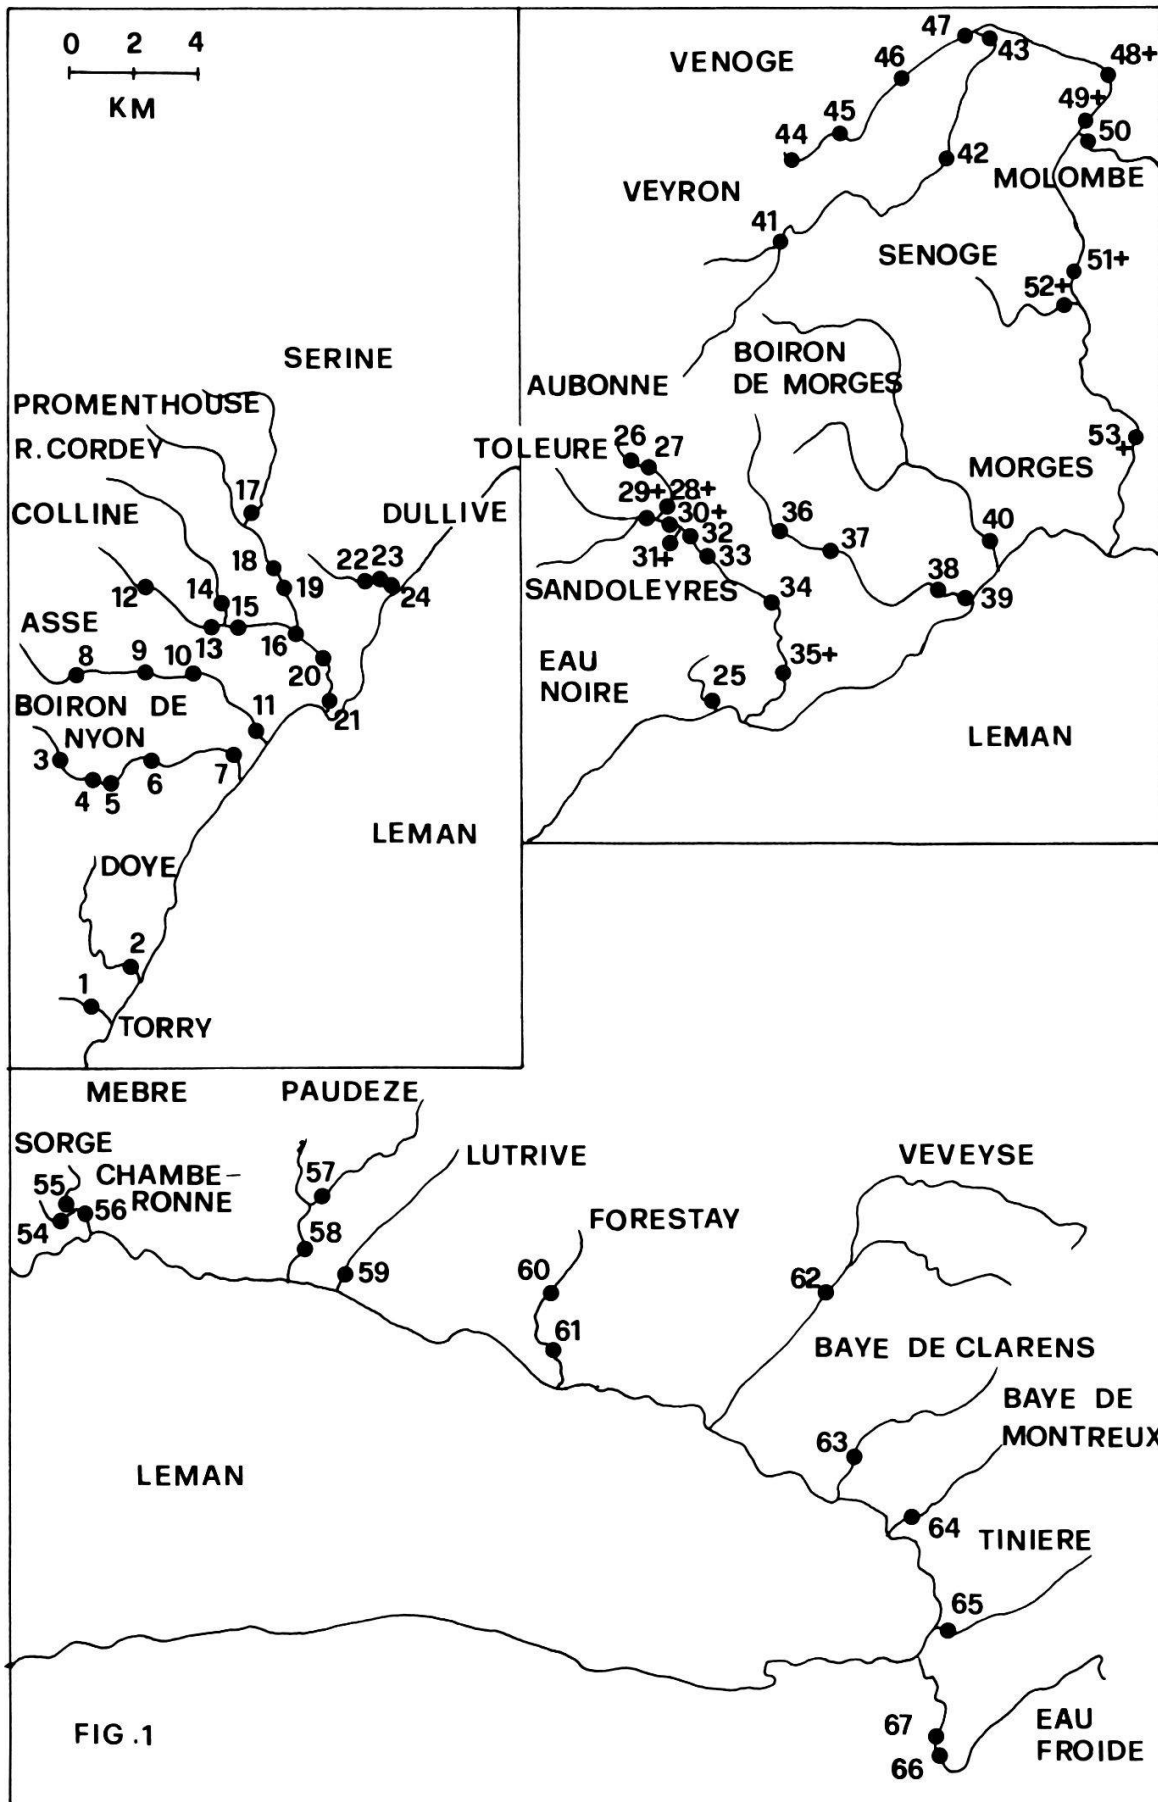 0 2 4
KM
SERINE
PROMENTHOUSE
R.CORDEY
17
COLLINE
DULLIVE
18
22 23
12
14
15
19
24
ASSE
13
16
8
9
10
20
BOIRON DE
NYON
11
21
3
4
5
6
7
LEMAN
DOYE
2
1
TORRY
VENOGE
47
43
46
48+
49+
45
44
50
42
MOLOMBE
VEYRON
41
SENOGE
51+
52+
BOIRON
DE MORGES
AUBONNE
TOLEURE
26
27
53
+
MORGES
29+
28+
30+
36
32
37
40
31+
33
SANDOLEYRES
34
38
39
EAU
NOIRE
35+
25
LEMAN
MEBRE
PAUDEZE
SORGE
CHAMBE-
RONNE
LUTRIVE
VEVEYSE
55
56
54
57
58
FORESTAY
59
60
62
61
BAYE DE CLARENS
BAYE DE
MONTREUX
63
LEMAN
64
TINIERE
65
FIG.1
67
66
EAU
FROIDE